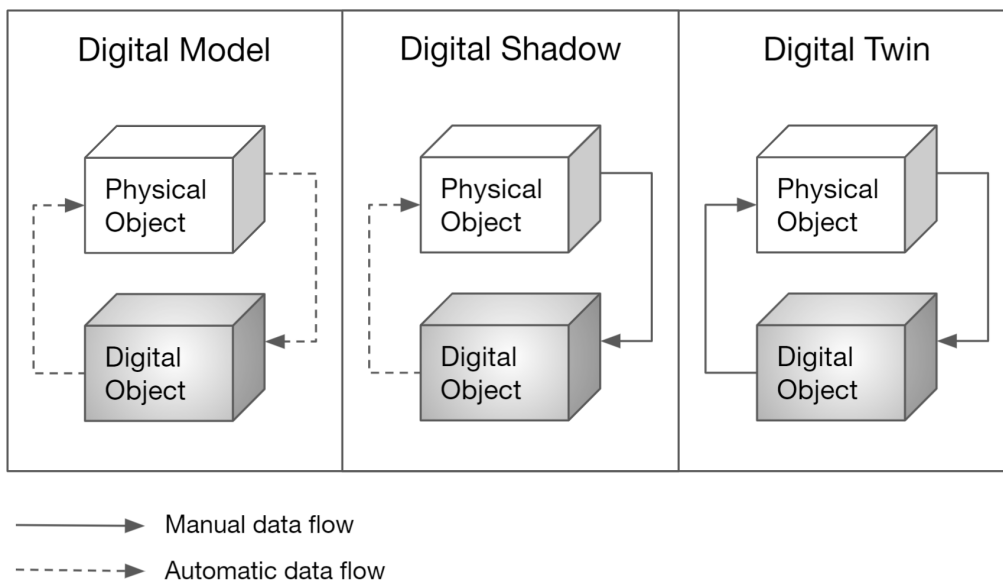 Digital Model
Digital Shadow
Digital Twin
Physical
Object
Physical
Object
Physical
Object
Digital
Object
Digital
Object
Digital
Object
Manual data flow
Automatic data flow